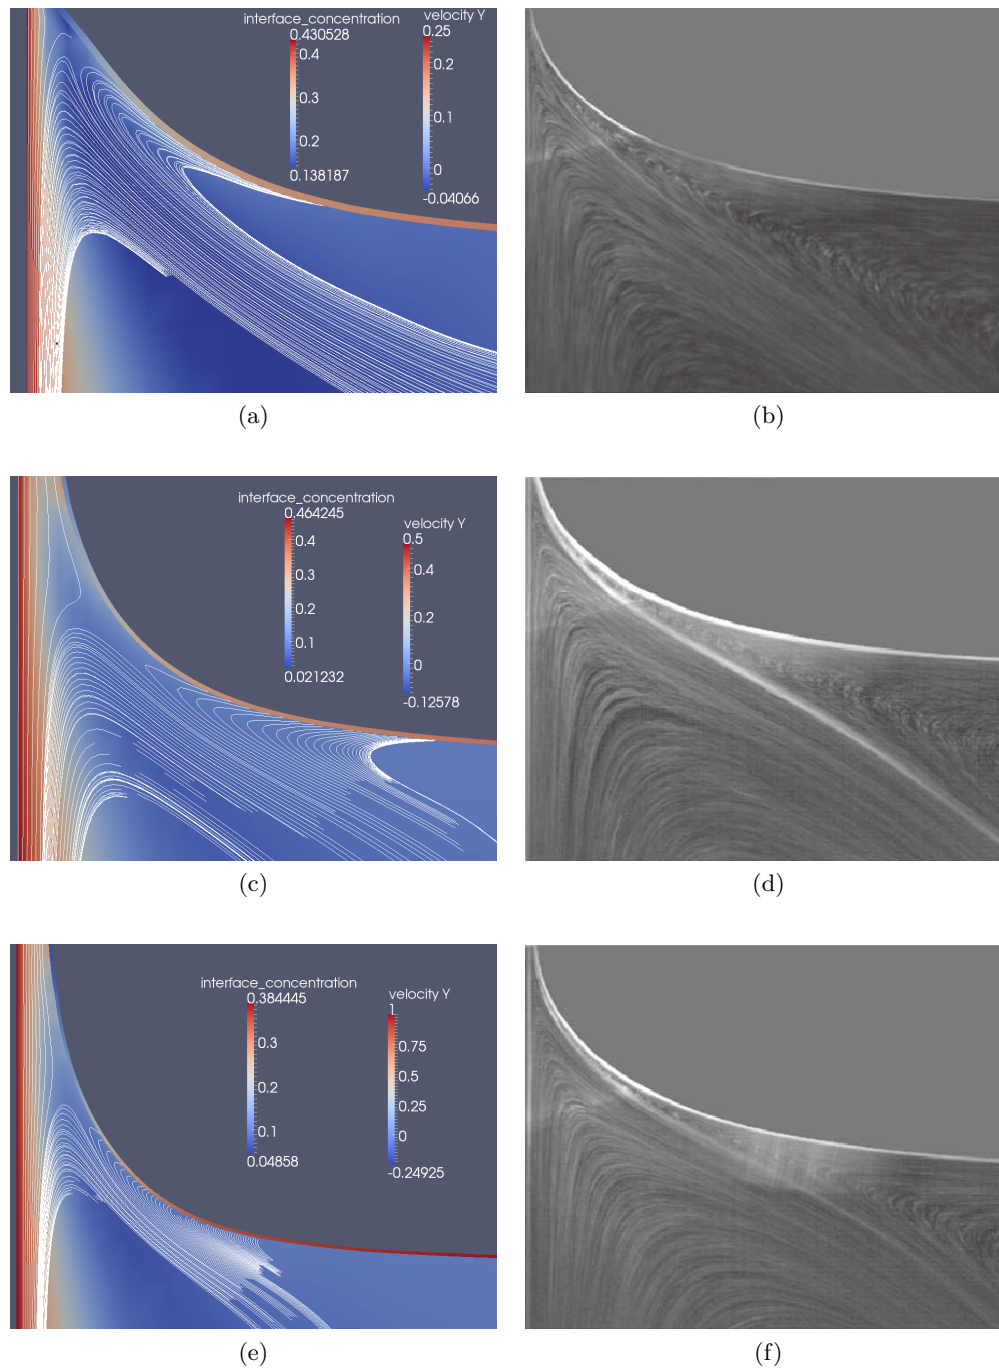 interface_concentration
0.430528
0.4
0.3
0.2
0.138187
velocity Y
0.25
0.2
0.1
0
-0.04066
(a)
(b)
interface_concentration
0.464245
0.4
0.3
0.2
0.1
0.021232
velocity Y
0.5
0.4
0.2
0
-0.12578
(c)
(d)
interface_concentration
0.384445
0.3
0.2
0.1
0.04858
velocity Y
1
0.75
0.5
0.25
0
-0.24925
(e)
(f)